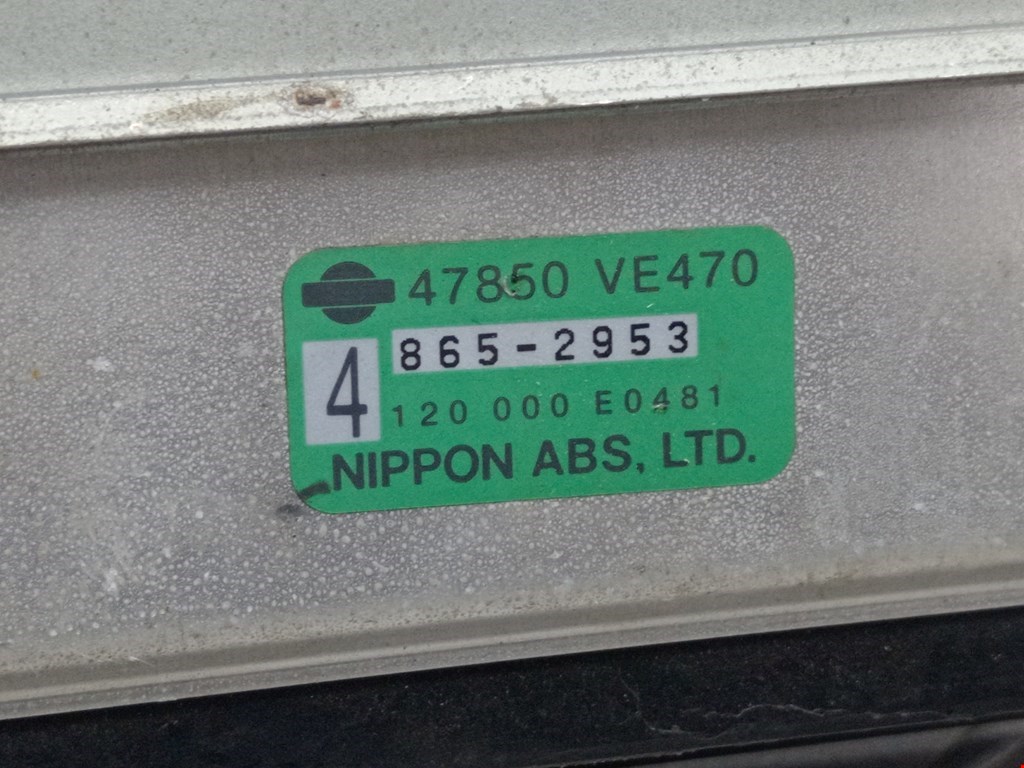 47850 VE470
865-2953
4
120 000 E0481
NIPPON ABS, LTD.